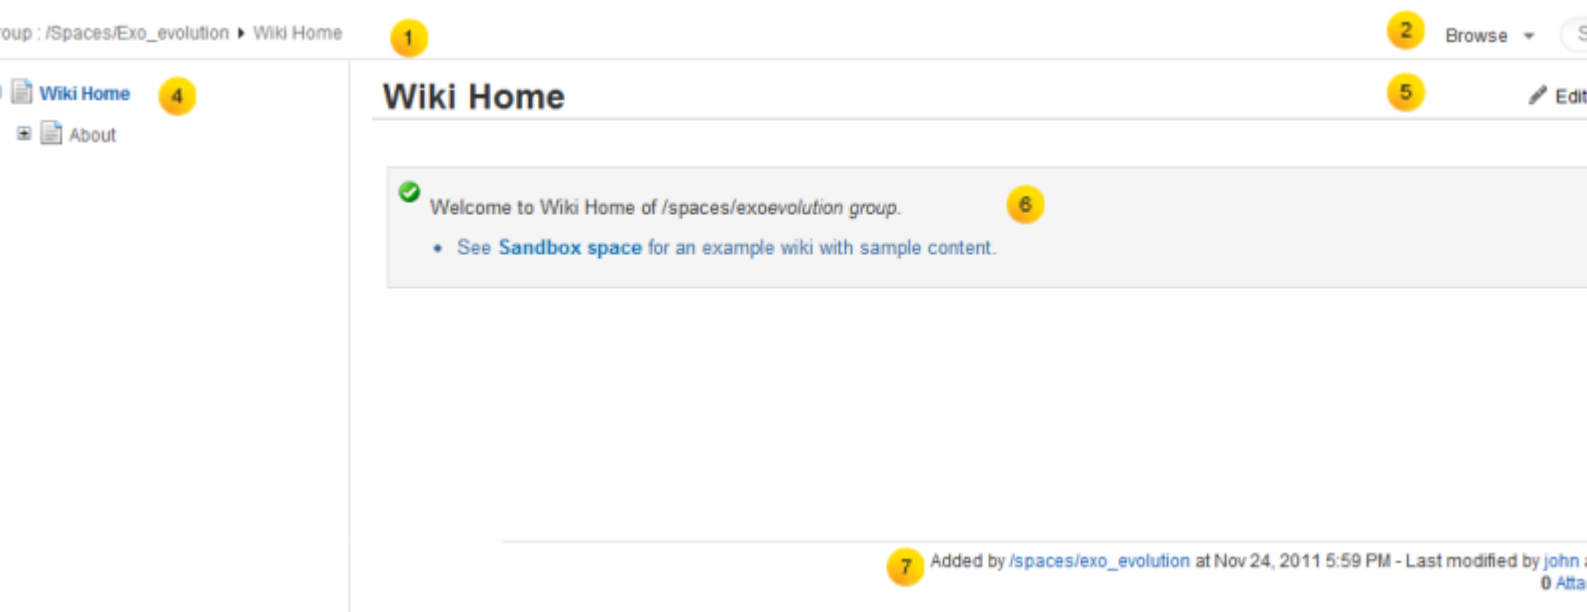 roup : /Spaces/Exo_evolution ▸ Wiki Home
1
2
Browse
S
Wiki Home
4
Wiki Home
5
Edit
About
Welcome to Wiki Home of /spaces/exoevolution group.
6
• See Sandbox space for an example wiki with sample content.
7
Added by /spaces/exo_evolution at Nov 24, 2011 5:59 PM - Last modified by john a
0 Atta